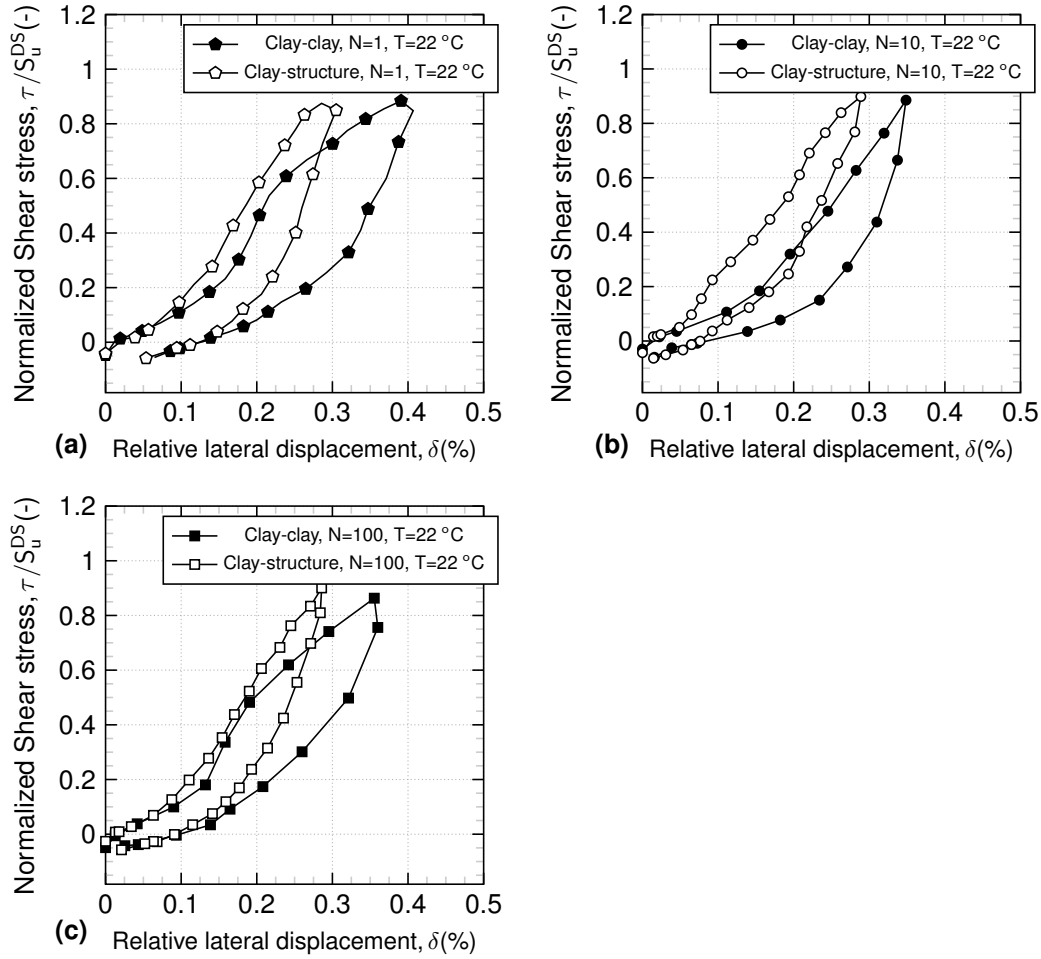 1.2
1
0.8
0.6
0.4
0.2
0
Normalized Shear stress, τ/S_u^DS(-)
Clay-clay, N=1, T=22 °C
Clay-structure, N=1, T=22 °C
0 0.1 0.2 0.3 0.4 0.5
(a) Relative lateral displacement, δ(%)
1.2
1
0.8
0.6
0.4
0.2
0
Normalized Shear stress, τ/S_u^DS(-)
Clay-clay, N=10, T=22 °C
Clay-structure, N=10, T=22 °C
0 0.1 0.2 0.3 0.4 0.5
(b) Relative lateral displacement, δ(%)
1.2
1
0.8
0.6
0.4
0.2
0
Normalized Shear stress, τ/S_u^DS(-)
Clay-clay, N=100, T=22 °C
Clay-structure, N=100, T=22 °C
0 0.1 0.2 0.3 0.4 0.5
(c) Relative lateral displacement, δ(%)